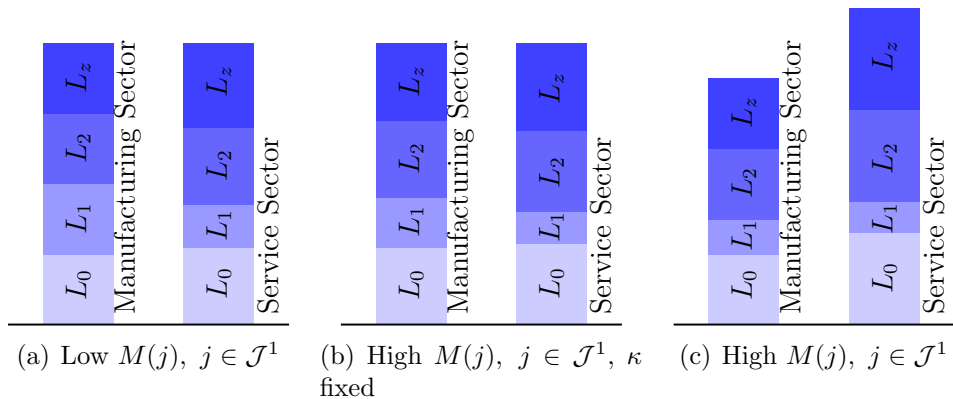 L_z
L_2
L_1
L_0
Manufacturing Sector
L_z
L_2
L_1
L_0
Service Sector
(a) Low M(j), j ∈ 𝒥^1
L_z
L_2
L_1
L_0
Manufacturing Sector
L_z
L_2
L_1
L_0
Service Sector
(b) High M(j), j ∈ 𝒥^1, κ
fixed
L_z
L_2
L_1
L_0
Manufacturing Sector
L_z
L_2
L_1
L_0
Service Sector
(c) High M(j), j ∈ 𝒥^1